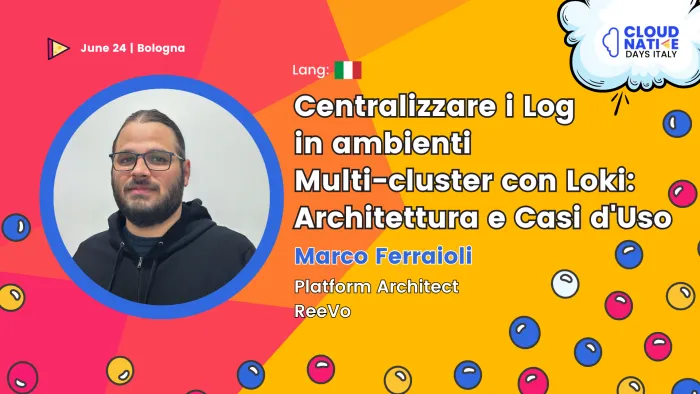 June 24 | Bologna
CLOUD
NATIVE
DAYS ITALY
Lang:
Centralizzare i Log
in ambienti
Multi-cluster con Loki:
Architettura e Casi d'Uso
Marco Ferraioli
Platform Architect
ReeVo